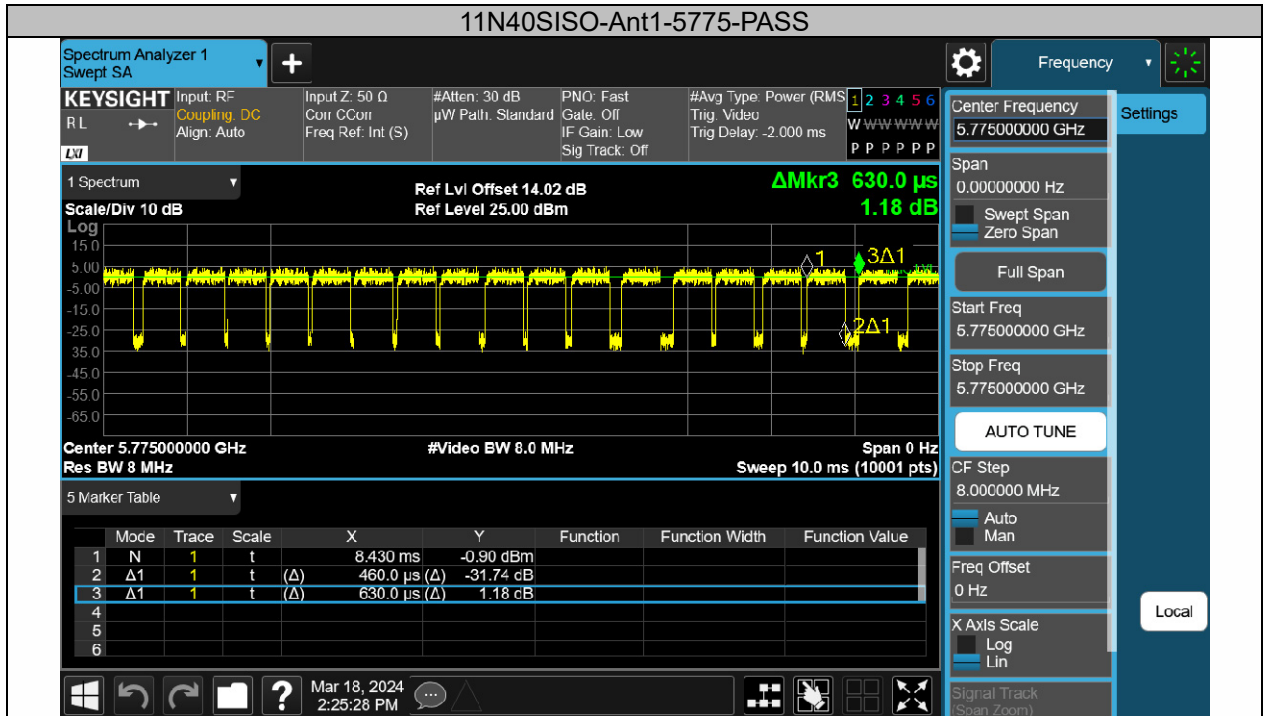 11N40SISO-Ant1-5775-PASS
Spectrum Analyzer 1
Swept SA
Frequency
KEYSIGHT
RL
LXI
Input: RF
Coupling: DC
Align: Auto
Input Z: 50 Ω
Corr CCorr
Freq Ref: Int (S)
#Atten: 30 dB
µW Path: Standard
PNO: Fast
Gate: Off
IF Gain: Low
Sig Track: Off
#Avg Type: Power (RMS
Trig: Video
Trig Delay: -2.000 ms
1 2 3 4 5 6
W W W W W W
P P P P P P
Center Frequency
5.775000000 GHz
Settings
Span
0.00000000 Hz
Swept Span
Zero Span
Full Span
Start Freq
5.775000000 GHz
Stop Freq
5.775000000 GHz
AUTO TUNE
CF Step
8.000000 MHz
Auto
Man
Freq Offset
0 Hz
X Axis Scale
Log
Lin
Signal Track
(Span Zoom)
Local
1 Spectrum
Scale/Div 10 dB
Log
Ref Lvl Offset 14.02 dB
Ref Level 25.00 dBm
ΔMkr3 630.0 µs
1.18 dB
15.0
5.00
-5.00
-15.0
-25.0
35.0
-45.0
-55.0
-65.0
1
3Δ1
2Δ1
Center 5.775000000 GHz
#Video BW 8.0 MHz
Span 0 Hz
Res BW 8 MHz
Sweep 10.0 ms (10001 pts)
5 Marker Table
Mode Trace Scale X Y Function Function Width Function Value
1 N 1 t 8.430 ms -0.90 dBm
2 Δ1 1 t (Δ) 460.0 µs (Δ) -31.74 dB
3 Δ1 1 t (Δ) 630.0 µs (Δ) 1.18 dB
4
5
6
?
Mar 18, 2024
2:25:28 PM